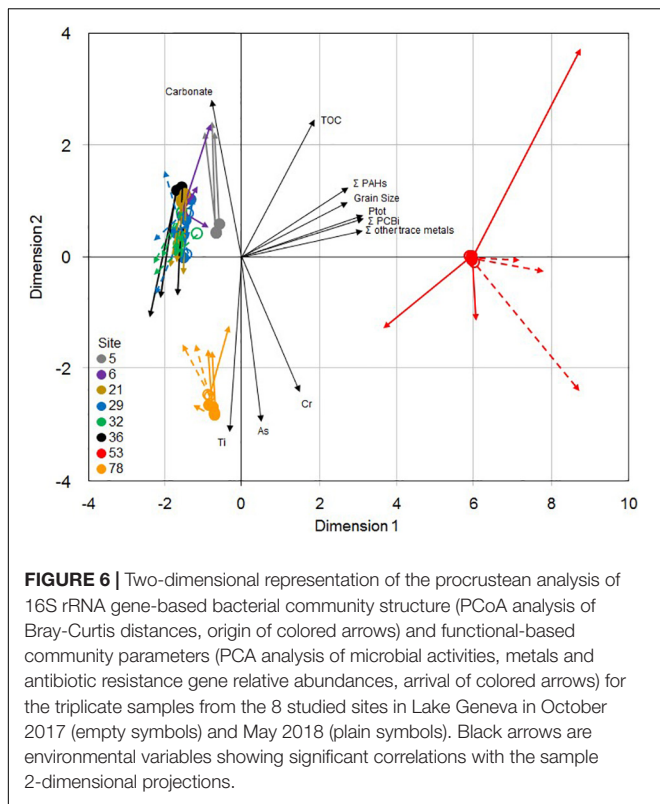 4
2
0
-2
-4
-4
-2
0
2
4
6
8
10
Dimension 2
Dimension 1
Carbonate
TOC
Σ PAHs
Grain Size
Ptot
Σ PCBi
Σ other trace metals
Cr
As
Ti
Site
5
6
21
29
32
36
53
78
FIGURE 6 | Two-dimensional representation of the procrustean analysis of
16S rRNA gene-based bacterial community structure (PCoA analysis of
Bray-Curtis distances, origin of colored arrows) and functional-based
community parameters (PCA analysis of microbial activities, metals and
antibiotic resistance gene relative abundances, arrival of colored arrows) for
the triplicate samples from the 8 studied sites in Lake Geneva in October
2017 (empty symbols) and May 2018 (plain symbols). Black arrows are
environmental variables showing significant correlations with the sample
2-dimensional projections.